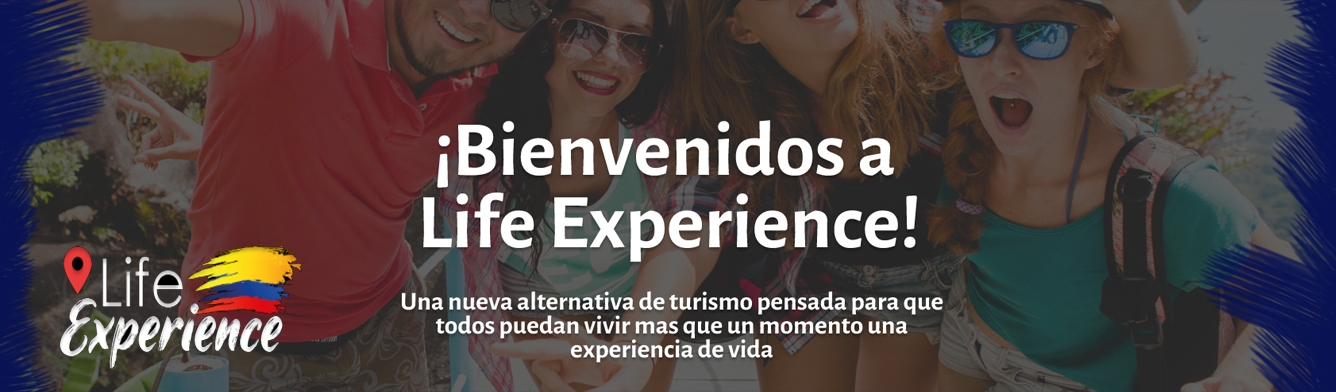 ¡Bienvenidos a
Life Experience!
Life
Experience
Una nueva alternativa de turismo pensada para que
todos puedan vivir mas que un momento una
experiencia de vida